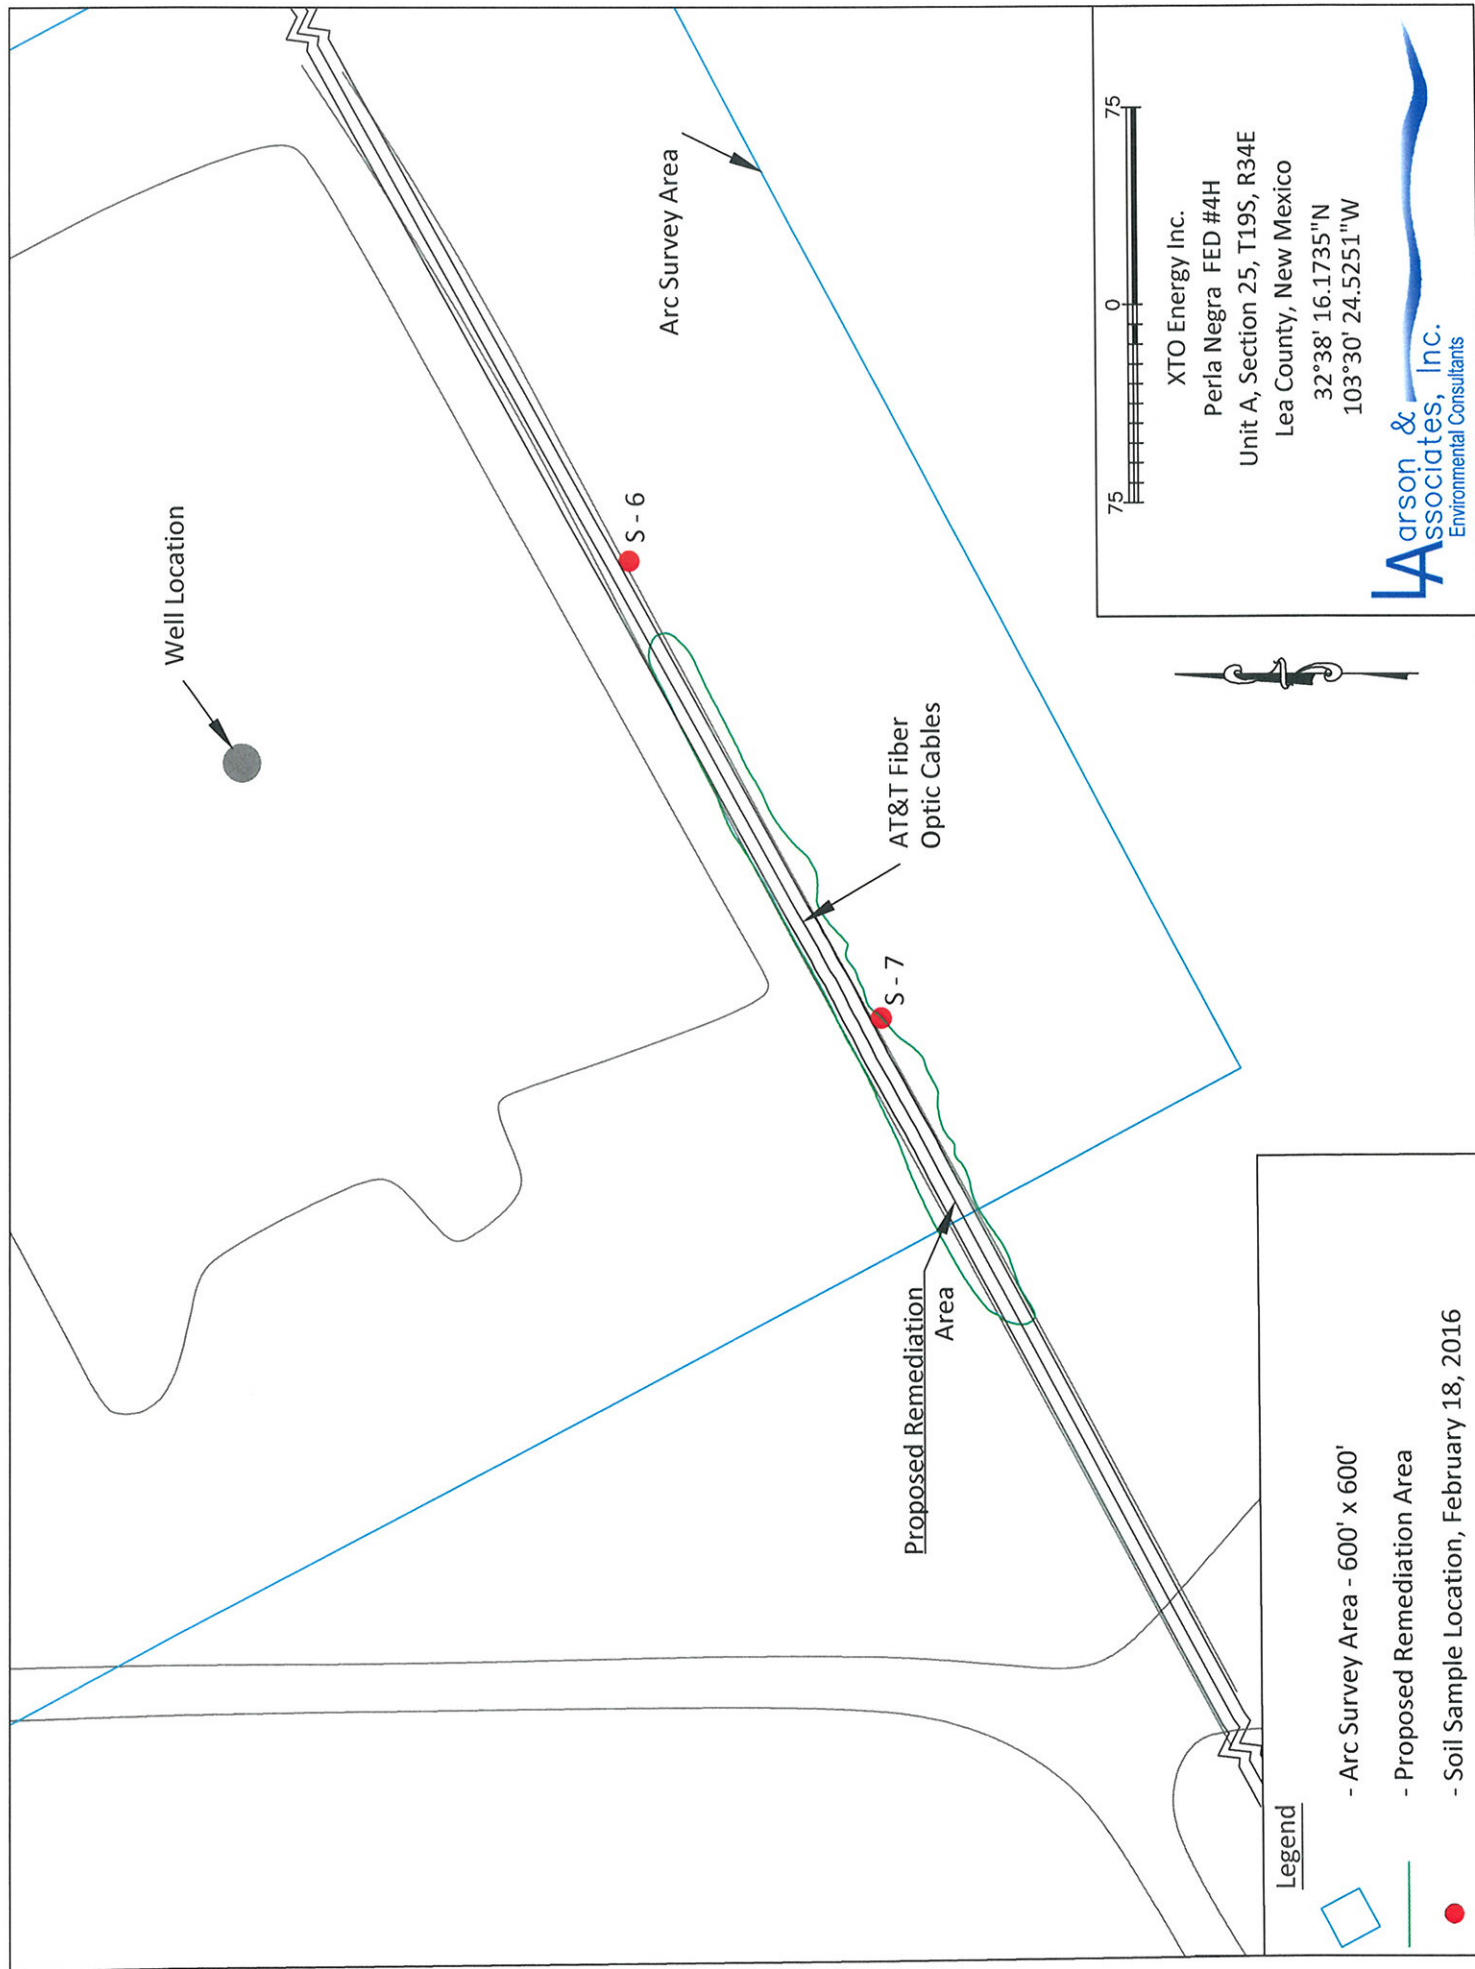 Well Location
Arc Survey Area
S - 6
AT&T Fiber
Optic Cables
S - 7
Proposed Remediation
Area
75 0 75
XTO Energy Inc.
Perla Negra FED #4H
Unit A, Section 25, T19S, R34E
Lea County, New Mexico
32°38' 16.1735"N
103°30' 24.5251"W
LA
arson &
ssociates, Inc.
Environmental Consultants
Legend
- Arc Survey Area - 600' x 600'
- Proposed Remediation Area
- Soil Sample Location, February 18, 2016